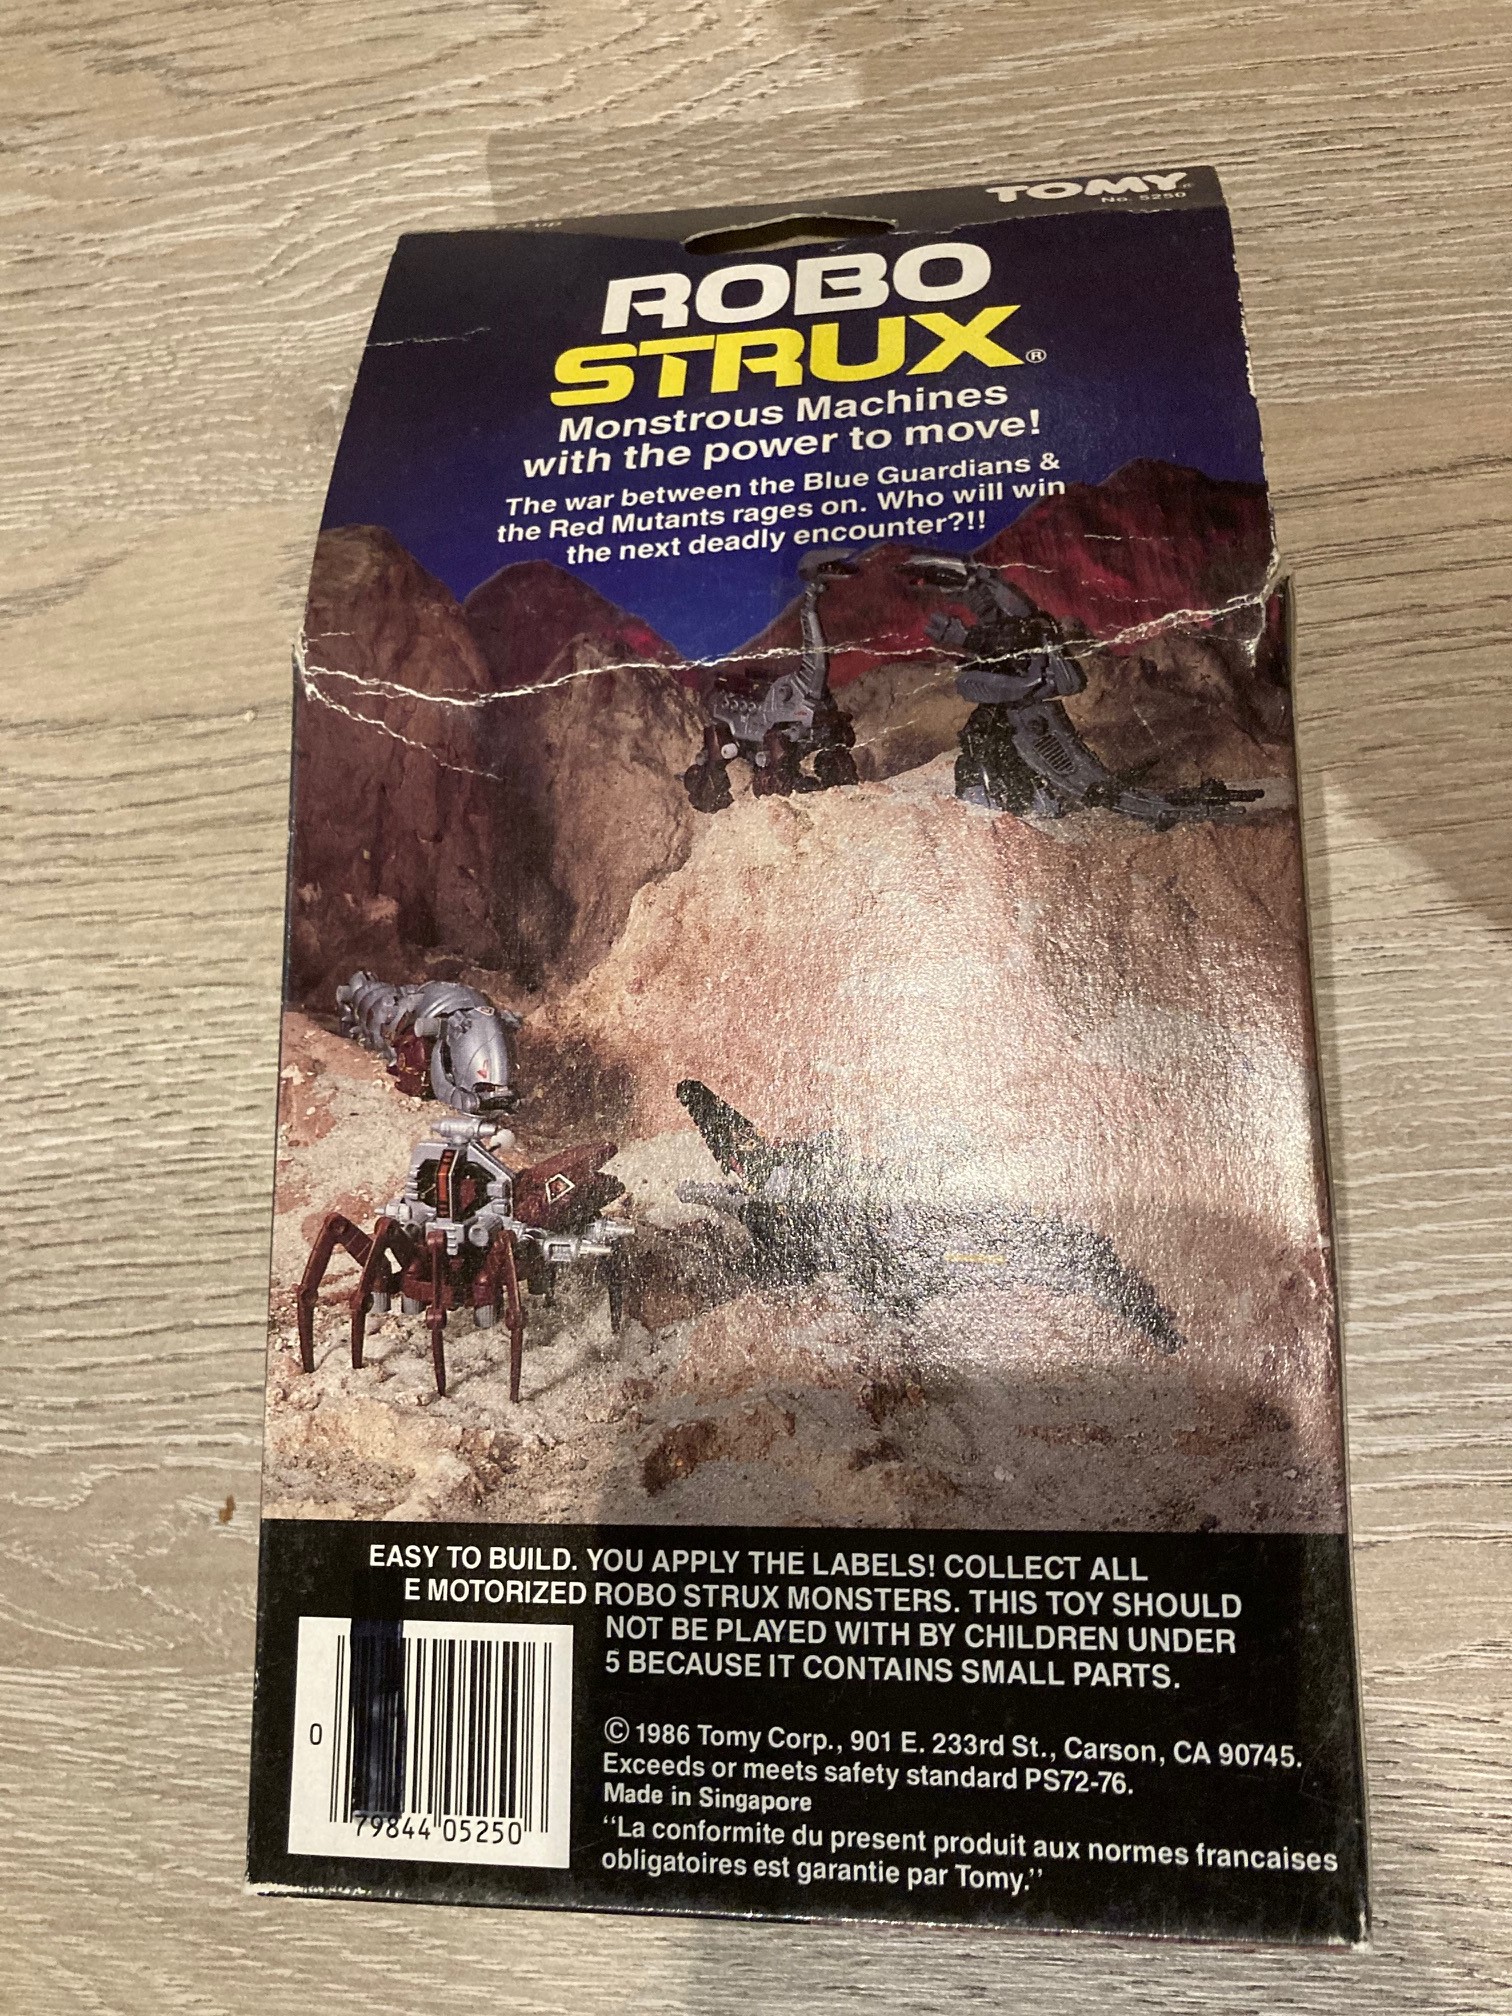 TOMY
No. 5250
ROBO
STRUX®
Monstrous Machines
with the power to move!
The war between the Blue Guardians &
the Red Mutants rages on. Who will win
the next deadly encounter?!!
EASY TO BUILD. YOU APPLY THE LABELS! COLLECT ALL
E MOTORIZED ROBO STRUX MONSTERS. THIS TOY SHOULD
NOT BE PLAYED WITH BY CHILDREN UNDER
5 BECAUSE IT CONTAINS SMALL PARTS.
© 1986 Tomy Corp., 901 E. 233rd St., Carson, CA 90745.
Exceeds or meets safety standard PS72-76.
Made in Singapore
“La conformite du present produit aux normes francaises
obligatoires est garantie par Tomy.”
0 79844 05250